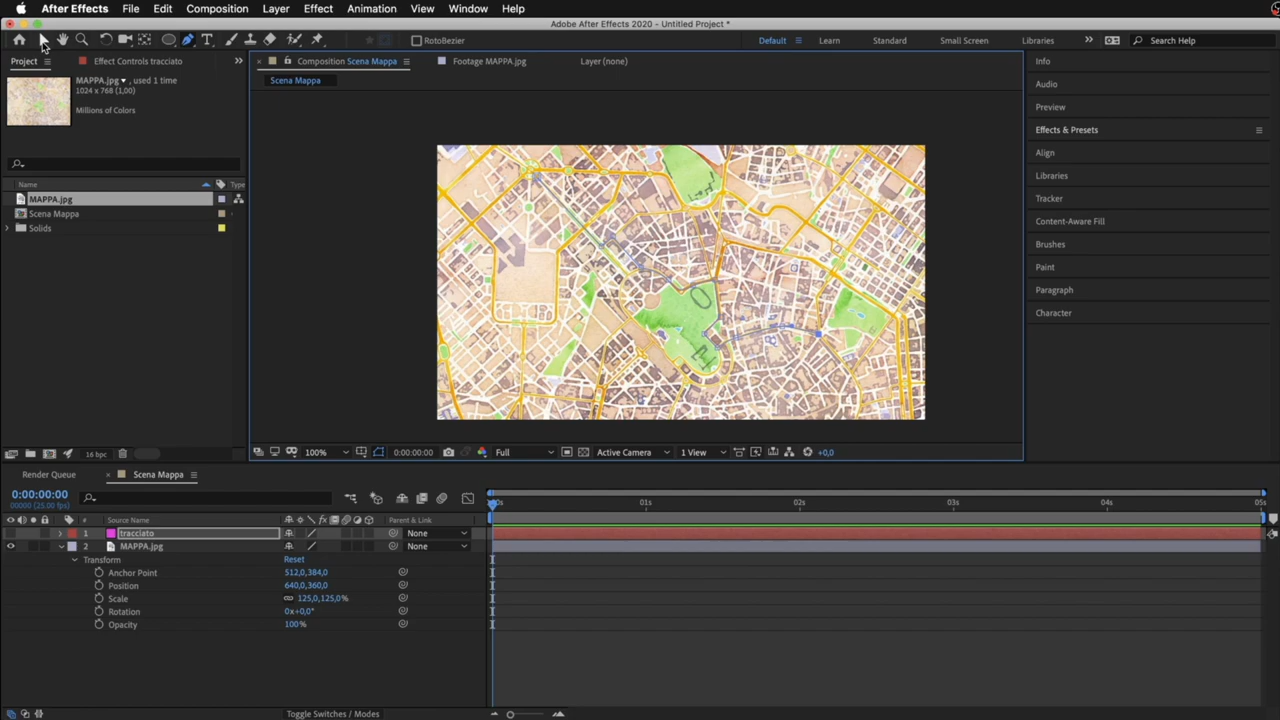 After Effects File Edit Composition Layer Effect Animation View Window Help
Adobe After Effects 2020 - Untitled Project *
RotoBezier Default Learn Standard Small Screen Libraries Search Help
Project Effect Controls tracciato Composition Scena Mappa Footage MAPPA.jpg Layer (none) Info
MAPPA.jpg , used 1 time Scena Mappa Audio
1024 x 768 (1,00)
Preview
Millions of Colors
Effects & Presets
Align
Libraries
Name Type
MAPPA.jpg Tracker
Scena Mappa
Solids Content-Aware Fill
Brushes
Paint
Paragraph
Character
16 bpc 100% 0:00:00:00 Full Active Camera 1 View +0,0
Render Queue Scena Mappa
0:00:00:00
00000 (25.00 fps) 01s 02s 03s 04s 05s
# Source Name Parent & Link
1 tracciato None
2 MAPPA.jpg None
Transform Reset
Anchor Point 512,0,384,0
Position 640,0,360,0
Scale 125,0,125,0%
Rotation 0x+0,0°
Opacity 100%
Toggle Switches / Modes